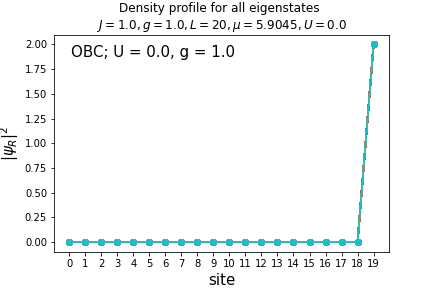 Density profile for all eigenstates
J = 1.0, g = 1.0, L = 20, μ = 5.9045, U = 0.0
OBC; U = 0.0, g = 1.0
|ψ_R|²
2.00
1.75
1.50
1.25
1.00
0.75
0.50
0.25
0.00
0 1 2 3 4 5 6 7 8 9 10 11 12 13 14 15 16 17 18 19
site